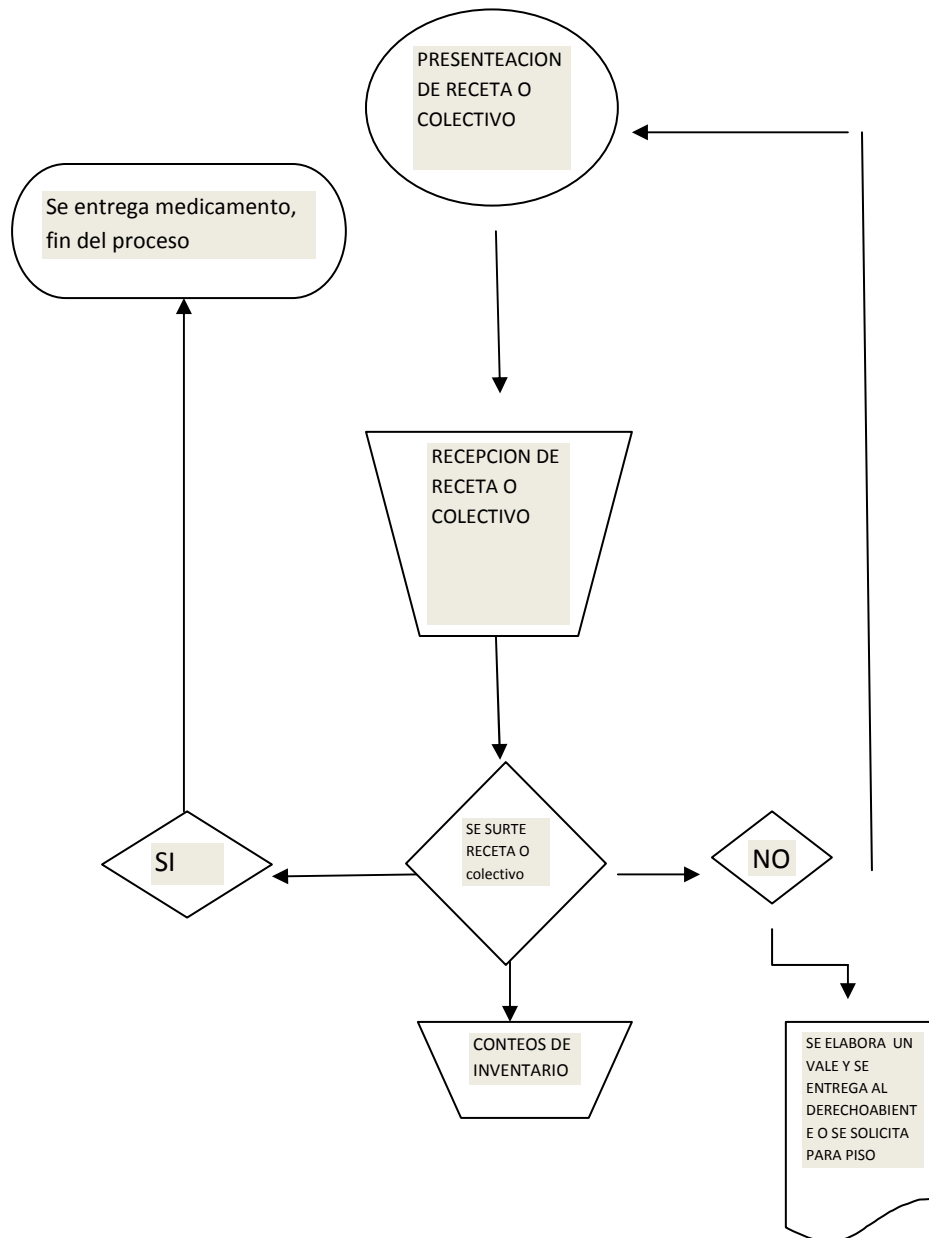 PRESENTEACION
DE RECETA O
COLECTIVO
Se entrega medicamento,
fin del proceso
RECEPCION DE
RECETA O
COLECTIVO
SE SURTE
RECETA O
colectivo
SI
NO
CONTEOS DE
INVENTARIO
SE ELABORA UN
VALE Y SE
ENTREGA AL
DERECHOABIENT
E O SE SOLICITA
PARA PISO